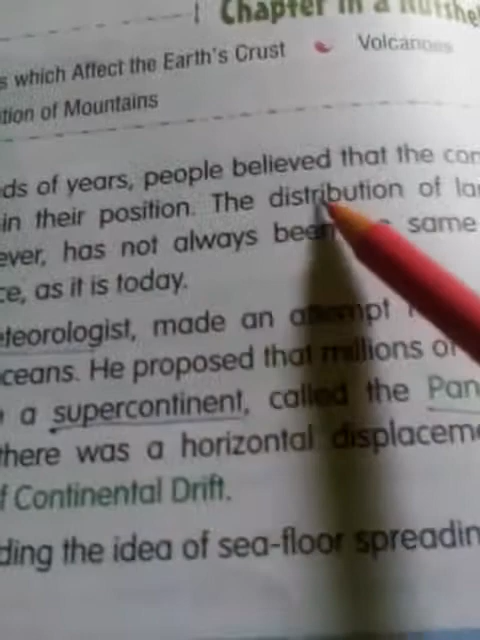 Chapter in a Nutshe
s which Affect the Earth's Crust Volcanoes
tion of Mountains
ds of years, people believed that the con
in their position. The distribution of la
ever, has not always been same
ce, as it is today.
teorologist, made an attempt
ceans. He proposed that millions of
a supercontinent, called the Pan
there was a horizontal displaceme
f Continental Drift.
ding the idea of sea-floor spreadin